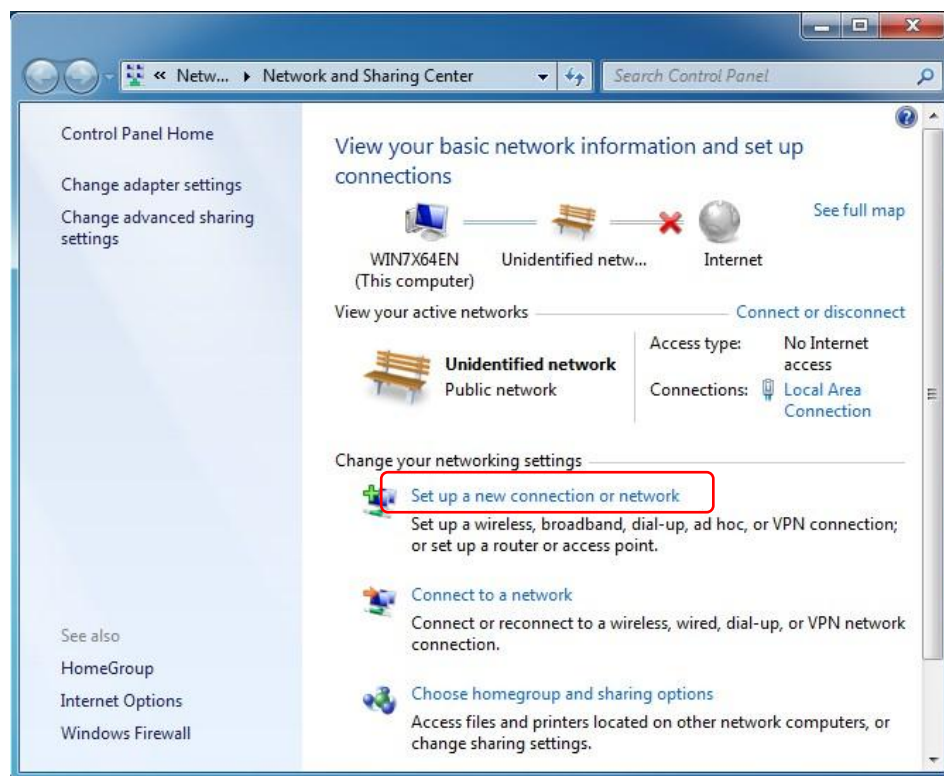 « Netw... ▸ Network and Sharing Center
Search Control Panel
Control Panel Home
Change adapter settings
Change advanced sharing
settings
See also
HomeGroup
Internet Options
Windows Firewall
View your basic network information and set up
connections
See full map
WIN7X64EN
(This computer)
Unidentified netw...
Internet
View your active networks
Connect or disconnect
Unidentified network
Public network
Access type:
No Internet
access
Connections:
Local Area
Connection
Change your networking settings
Set up a new connection or network
Set up a wireless, broadband, dial-up, ad hoc, or VPN connection;
or set up a router or access point.
Connect to a network
Connect or reconnect to a wireless, wired, dial-up, or VPN network
connection.
Choose homegroup and sharing options
Access files and printers located on other network computers, or
change sharing settings.